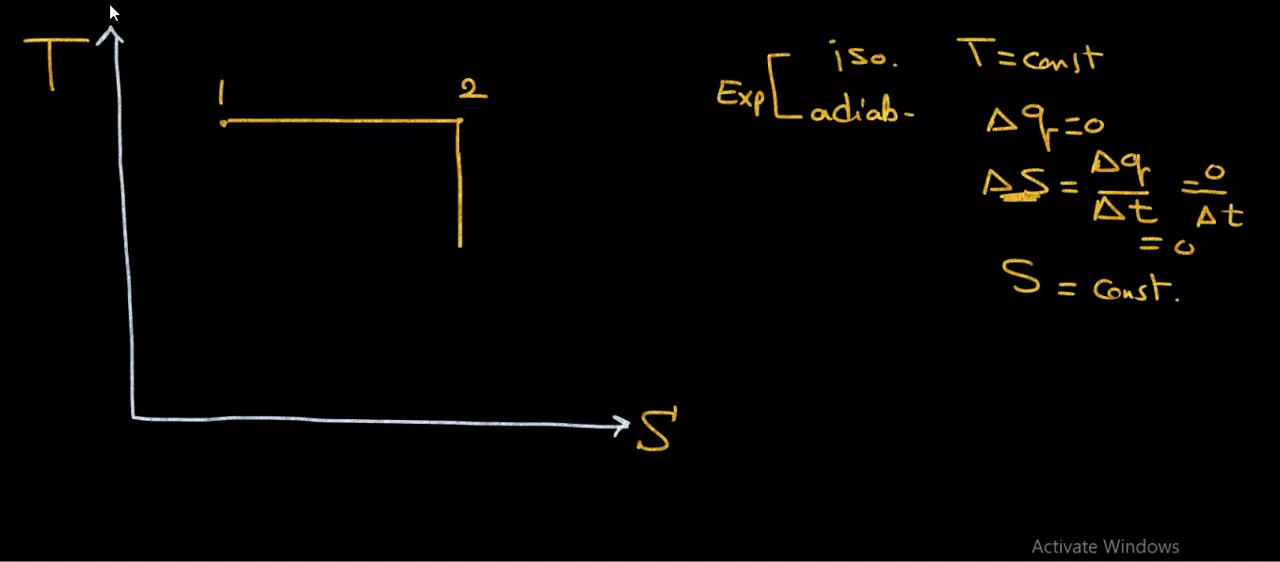 T
1 2
S
Exp
iso. T = const
adiab-
Δq = 0
ΔS = Δq/Δt = 0/Δt
= 0
S = const.
Activate Windows